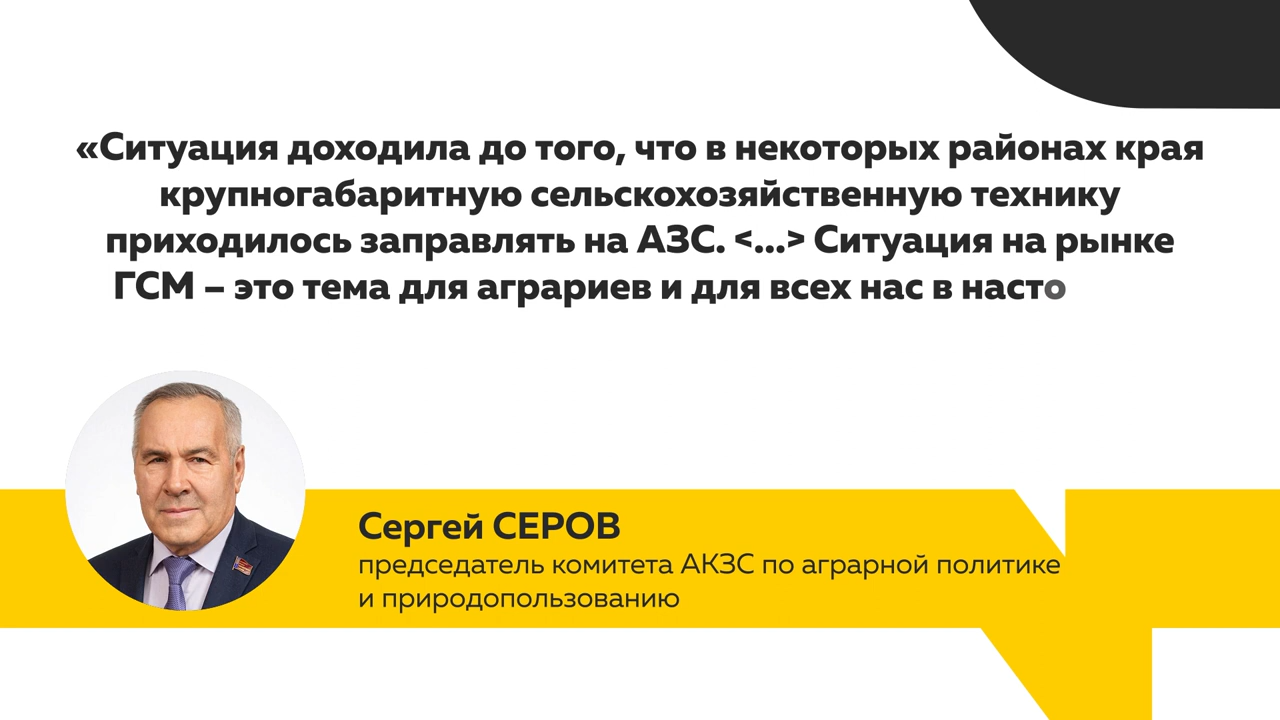 «Ситуация доходила до того, что в некоторых районах края
крупногабаритную сельскохозяйственную технику
приходилось заправлять на АЗС. <...> Ситуация на рынке
ГСМ – это тема для аграриев и для всех нас в насто
Сергей СЕРОВ
председатель комитета АКЗС по аграрной политике
и природопользованию